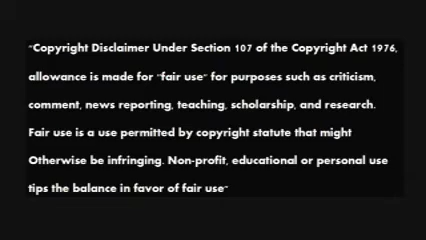 "Copyright Disclaimer Under Section 107 of the Copyright Act 1976,
allowance is made for "fair use" for purposes such as criticism,
comment, news reporting, teaching, scholarship, and research.
Fair use is a use permitted by copyright statute that might
Otherwise be infringing. Non-profit, educational or personal use
tips the balance in favor of fair use"